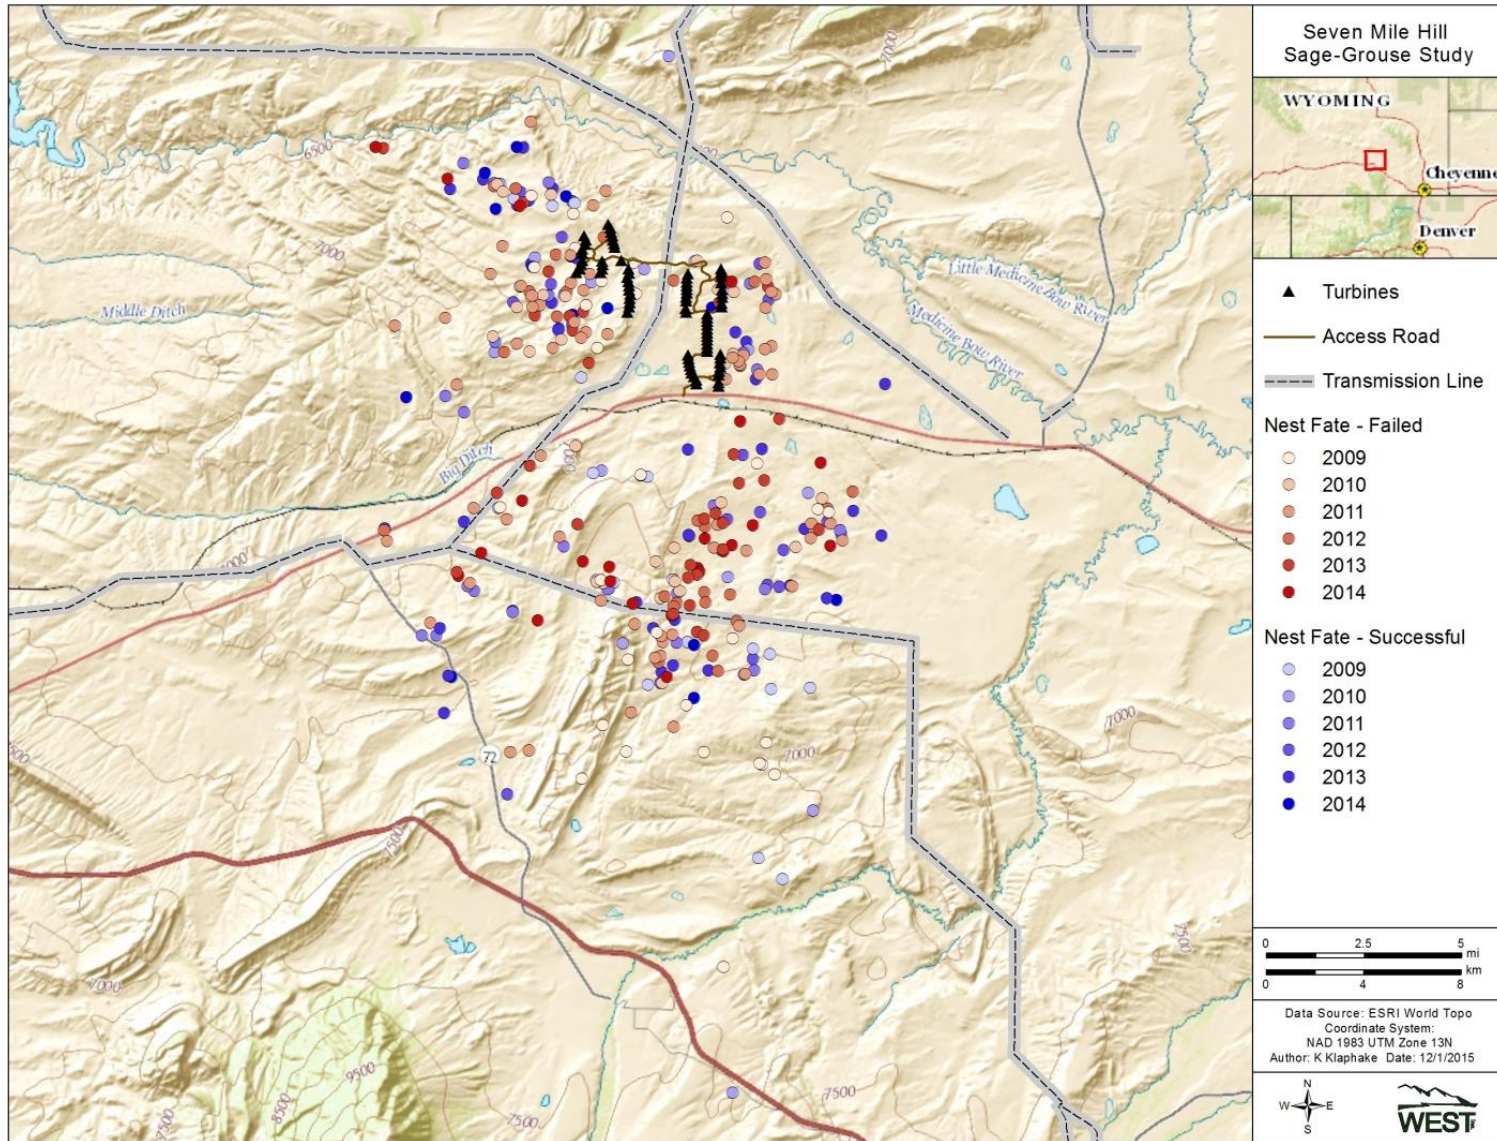 Seven Mile Hill
Sage-Grouse Study
WYOMING
Cheyenne
Denver
Turbines
Access Road
Transmission Line
Nest Fate - Failed
2009
2010
2011
2012
2013
2014
Nest Fate - Successful
2009
2010
2011
2012
2013
2014
0 2.5 5
mi
km
0 4 8
Data Source: ESRI World Topo
Coordinate System:
NAD 1983 UTM Zone 13N
Author: K Klaphake Date: 12/1/2015
N
W E
S
WEST
7000
6500
7000
Middle Ditch
Little Medicine Bow River
Medicine Bow River
Big Ditch
72
7000
7000
7500
7500
7000
9500
8500
7500
7500
7500